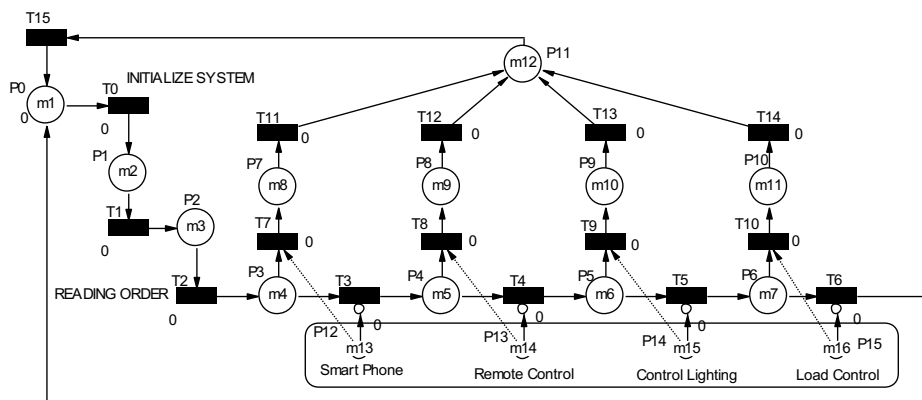 T15
P11
m12
INITIALIZE SYSTEM
P0
m1
0
T0
0
T11
0
T12
0
T13
0
T14
0
P1
m2
P7
m8
P8
m9
P9
m10
P10
m11
P2
m3
T1
0
T7
0
T8
0
T9
0
T10
0
READING ORDER
T2
0
P3
m4
T3
0
P4
m5
T4
0
P5
m6
T5
0
P6
m7
T6
0
P12
m13
P13
m14
P14
m15
m16
P15
Smart Phone
Remote Control
Control Lighting
Load Control